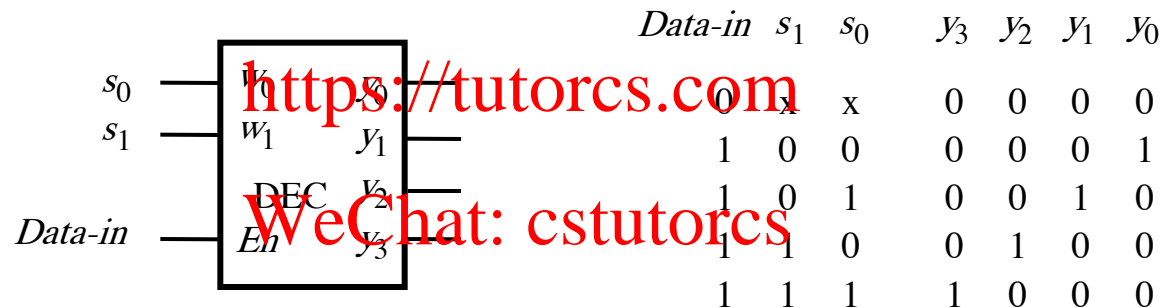 Data-in s1 s0 y3 y2 y1 y0
s0 w0 y0
https://tutorcs.com
0 x x 0 0 0 0
s1 w1 y1
1 0 0 0 0 0 1
DEC y2
1 0 1 0 0 1 0
WeChat: cstutorcs
Data-in En y3
1 1 0 0 1 0 0
1 1 1 1 0 0 0